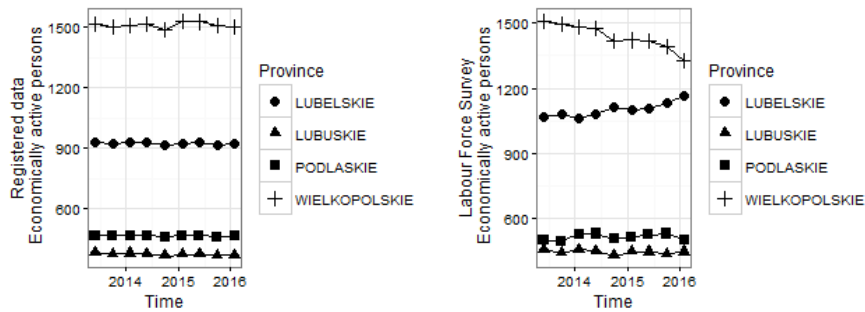 Registered data
Economically active persons
1500
1200
900
600
2014
2015
2016
Time
Province
LUBELSKIE
LUBUSKIE
PODLASKIE
WIELKOPOLSKIE
Labour Force Survey
Economically active persons
1500
1200
900
600
2014
2015
2016
Time
Province
LUBELSKIE
LUBUSKIE
PODLASKIE
WIELKOPOLSKIE